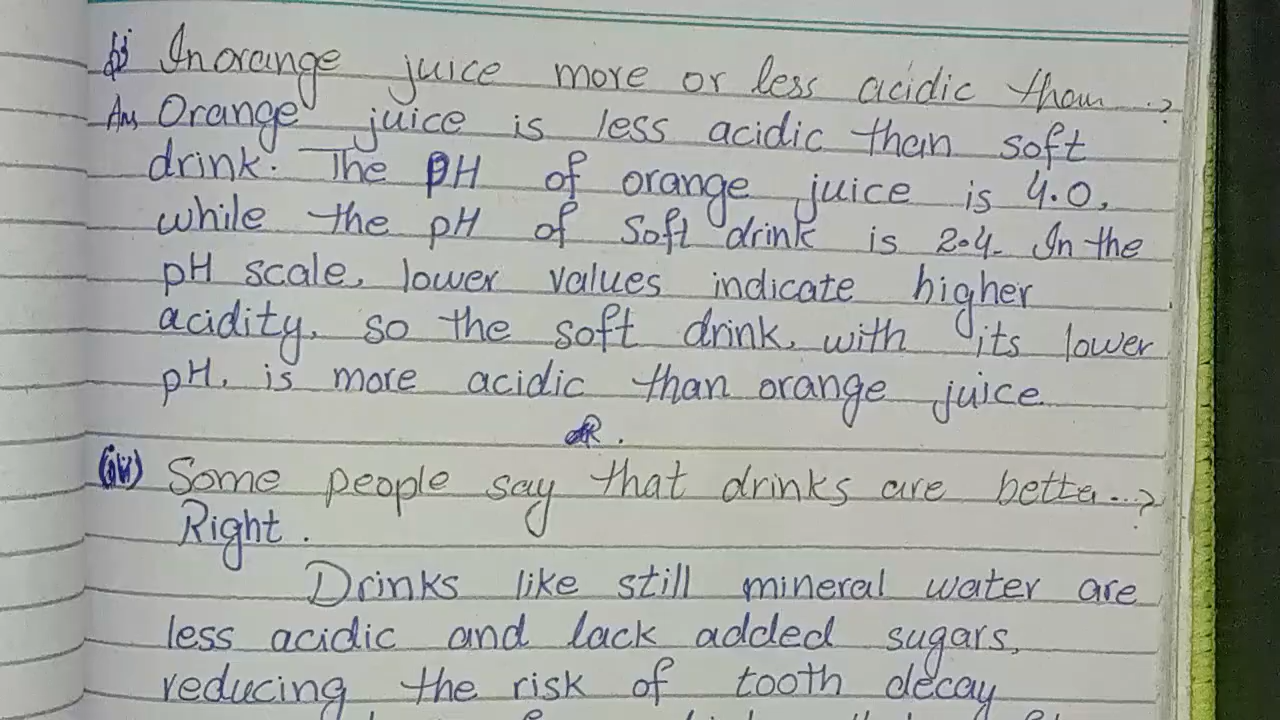 In orange juice more or less acidic than ...?
Ans Orange juice is less acidic than soft
drink. The pH of orange juice is 4.0,
while the pH of soft drink is 2.4. In the
pH scale, lower values indicate higher
acidity, so the soft drink, with its lower
pH, is more acidic than orange juice.
(iii) Some people say that drinks are bette...?
Right.
Drinks like still mineral water are
less acidic and lack added sugars,
reducing the risk of tooth decay